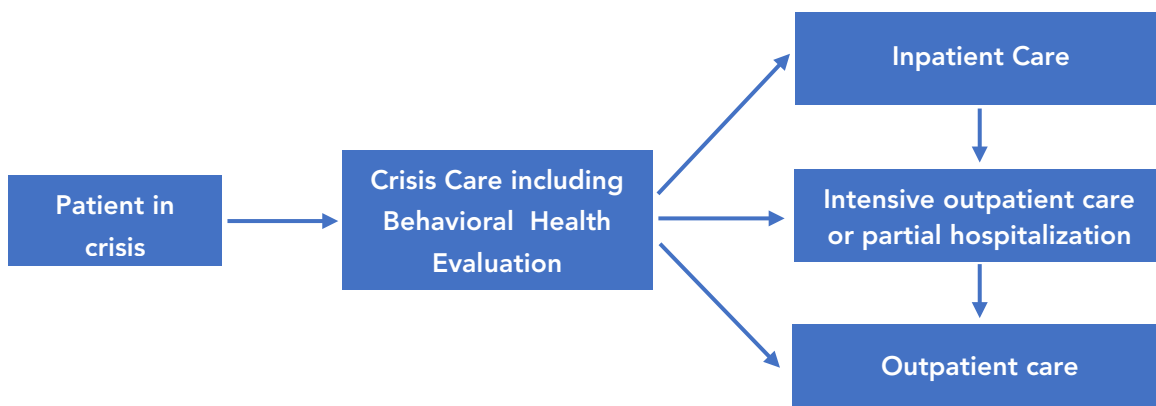 Patient in
crisis
Crisis Care including
Behavioral  Health
Evaluation
Inpatient Care
Intensive outpatient care
or partial hospitalization
Outpatient care